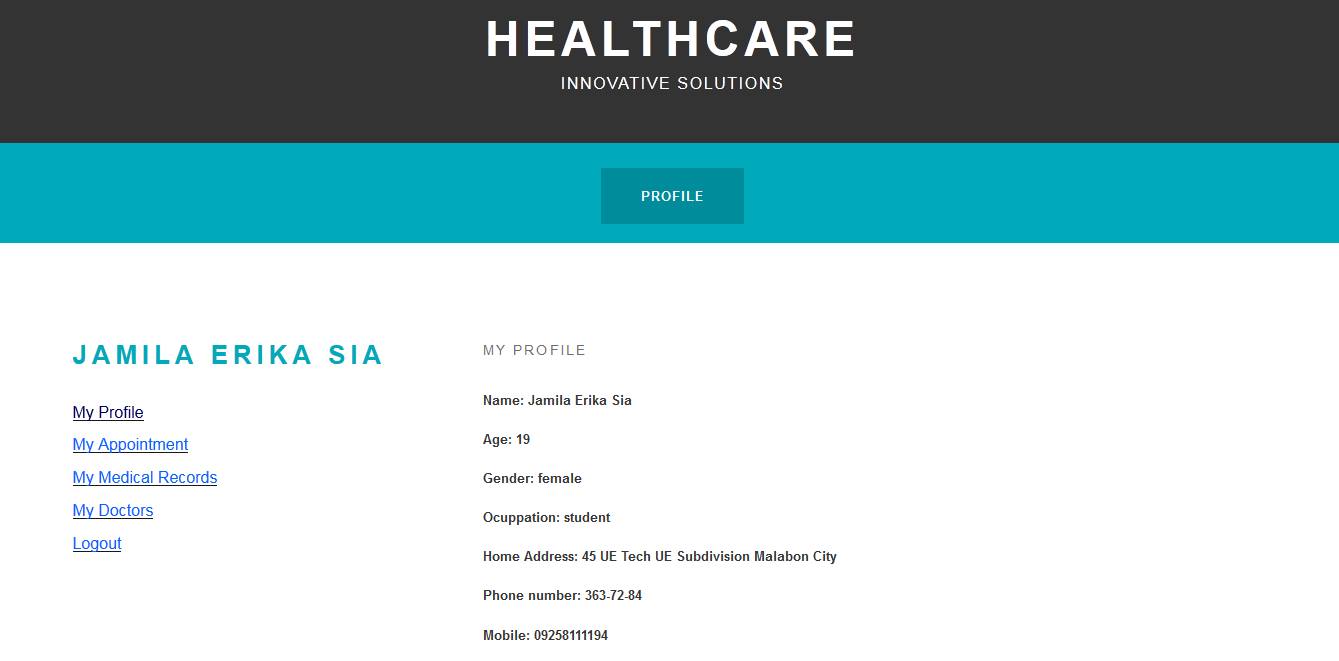 HEALTHCARE
INNOVATIVE SOLUTIONS
PROFILE
JAMILA ERIKA SIA
My Profile
My Appointment
My Medical Records
My Doctors
Logout
MY PROFILE
Name: Jamila Erika Sia
Age: 19
Gender: female
Ocuppation: student
Home Address: 45 UE Tech UE Subdivision Malabon City
Phone number: 363-72-84
Mobile: 09258111194